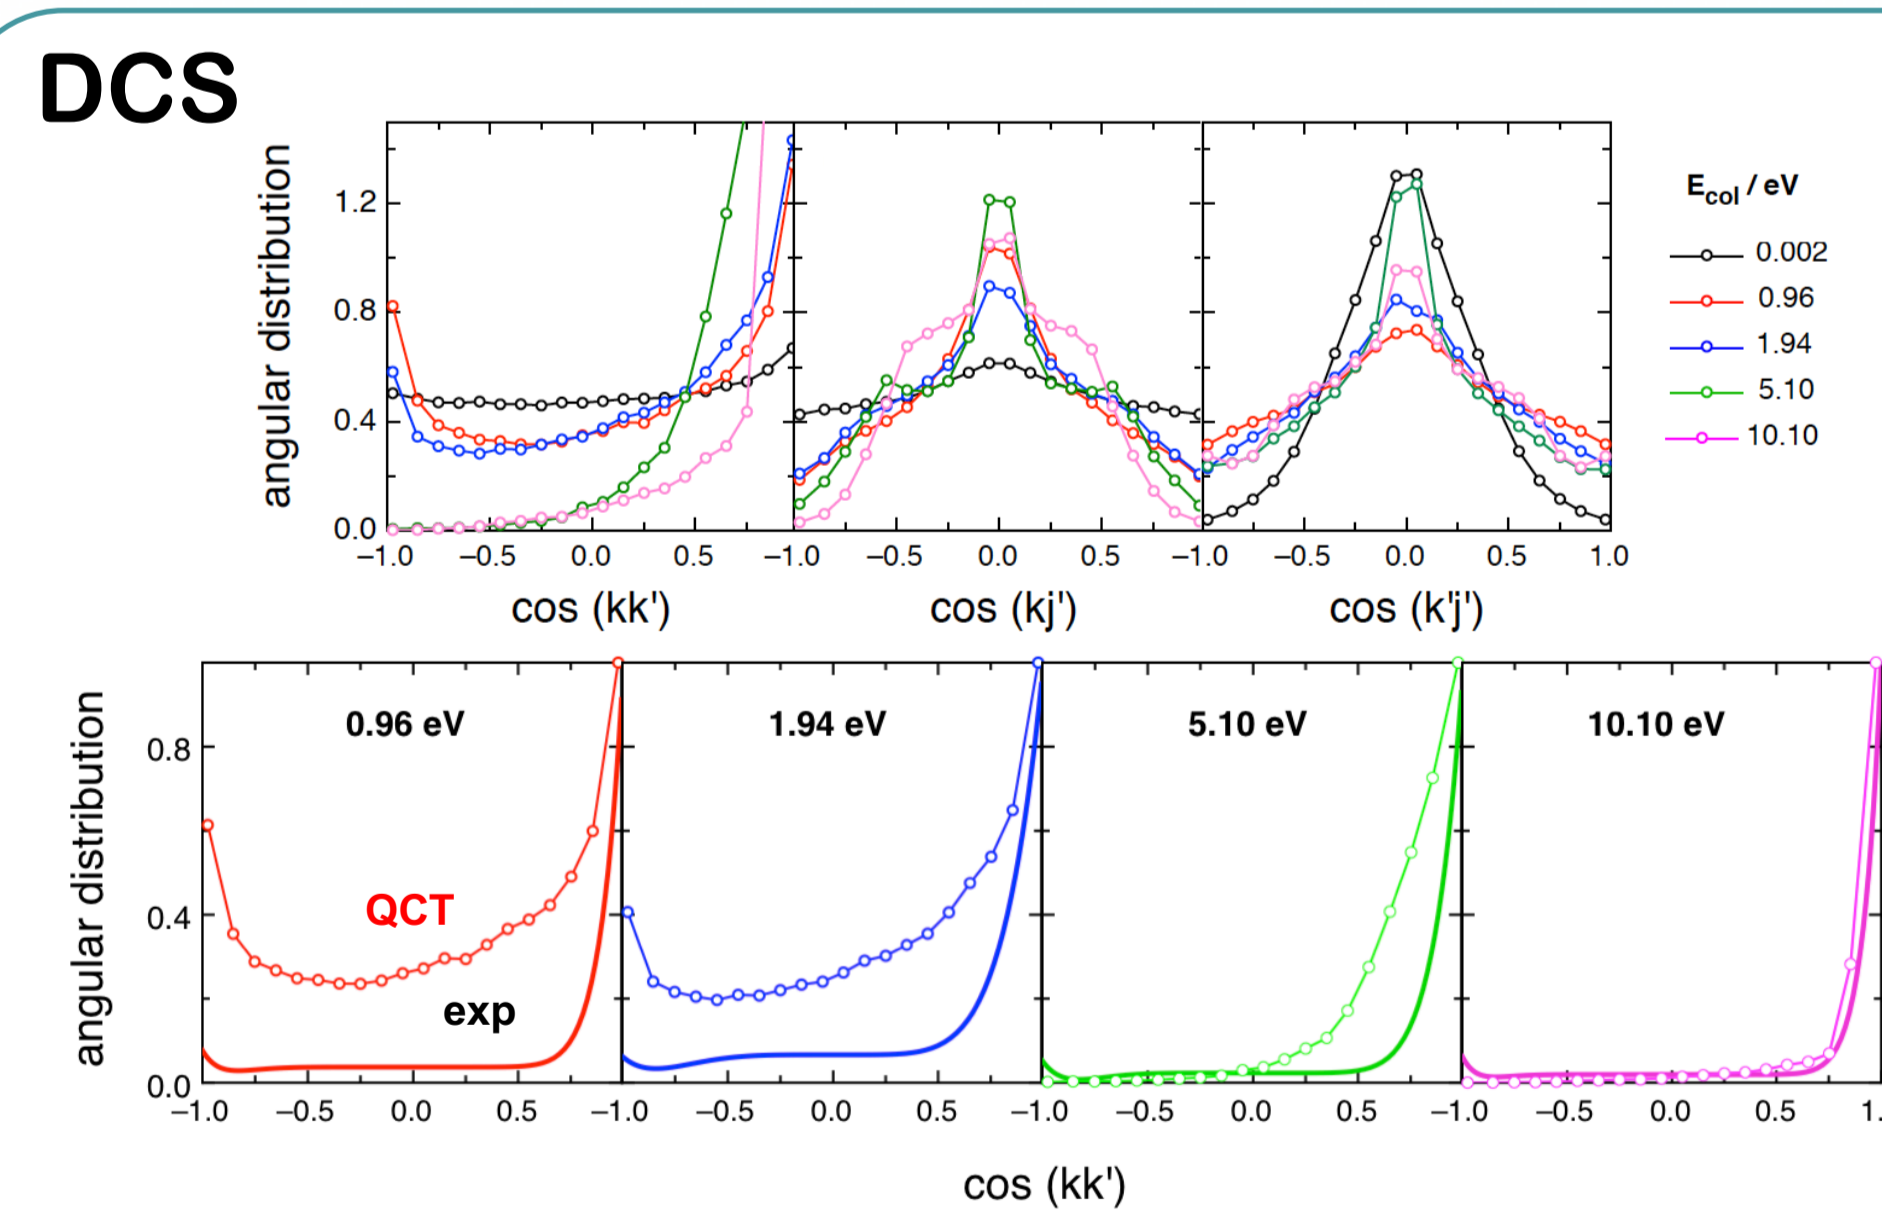 DCS
angular distribution
1.2
0.8
0.4
0.0
−1.0 −0.5 0.0 0.5 −1.0 −0.5 0.0 0.5 −1.0 −0.5 0.0 0.5 1.0
cos (kk') cos (kj') cos (k'j')
Ecol / eV
0.002
0.96
1.94
5.10
10.10
angular distribution
0.8
0.4
0.0
0.96 eV 1.94 eV 5.10 eV 10.10 eV
QCT
exp
−1.0 −0.5 0.0 0.5 −1.0 −0.5 0.0 0.5 −1.0 −0.5 0.0 0.5 −1.0 −0.5 0.0 0.5 1.
cos (kk')